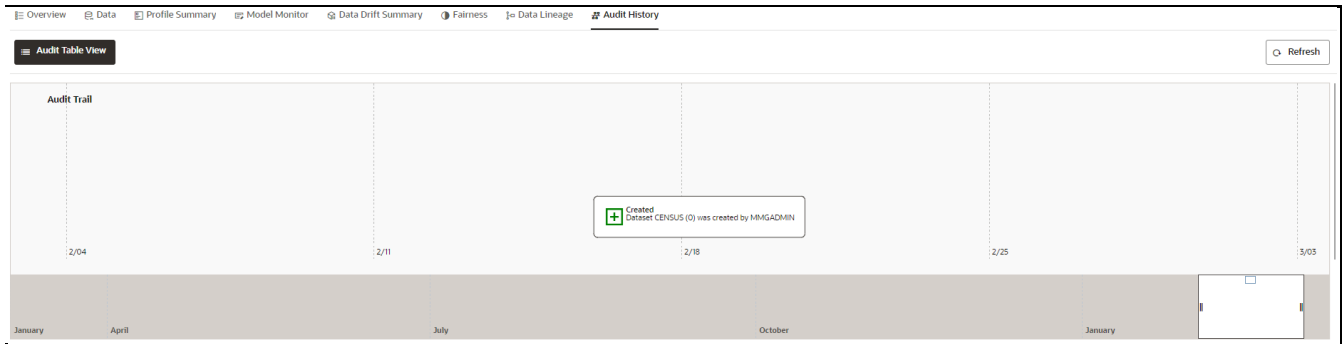 Overview Data Profile Summary Model Monitor Data Drift Summary Fairness Data Lineage Audit History
Audit Table View Refresh
Audit Trail
Created
Dataset CENSUS (0) was created by MMGADMIN
2/04 2/11 2/18 2/25 3/03
January April July October January